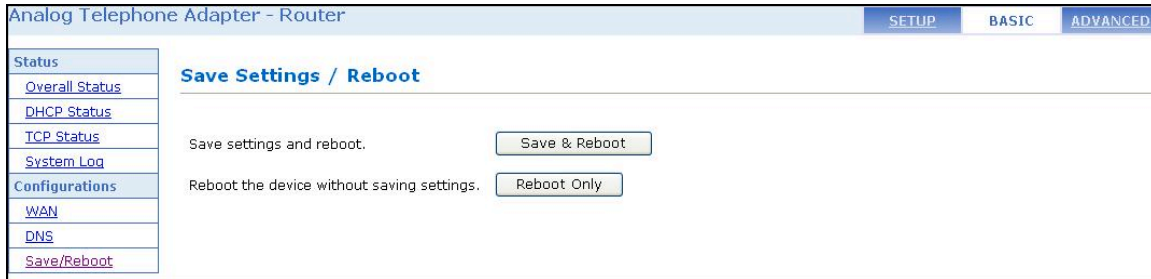 Analog Telephone Adapter - Router
SETUP
BASIC
ADVANCED
Status
Overall Status
DHCP Status
TCP Status
System Log
Configurations
WAN
DNS
Save/Reboot
Save Settings / Reboot
Save settings and reboot.
Save & Reboot
Reboot the device without saving settings.
Reboot Only